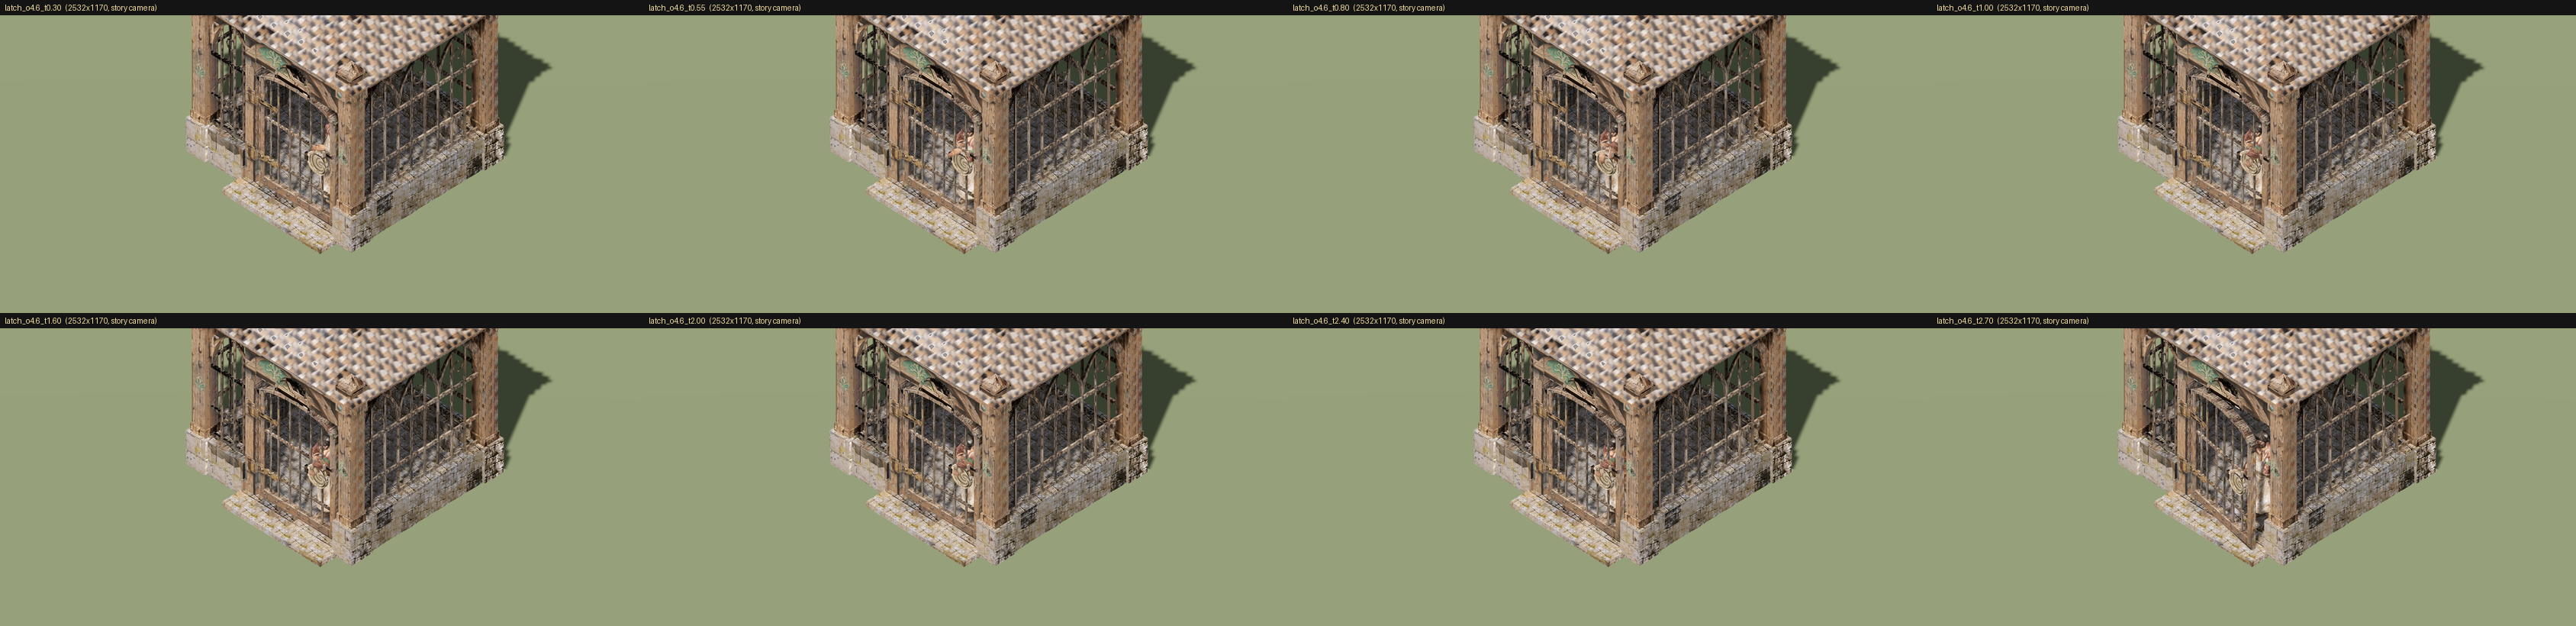 latch_o4.6_t0.30 (2532x1170, story camera)
latch_o4.6_t0.55 (2532x1170, story camera)
latch_o4.6_t0.80 (2532x1170, story camera)
latch_o4.6_t1.00 (2532x1170, story camera)
latch_o4.6_t1.60 (2532x1170, story camera)
latch_o4.6_t2.00 (2532x1170, story camera)
latch_o4.6_t2.40 (2532x1170, story camera)
latch_o4.6_t2.70 (2532x1170, story camera)